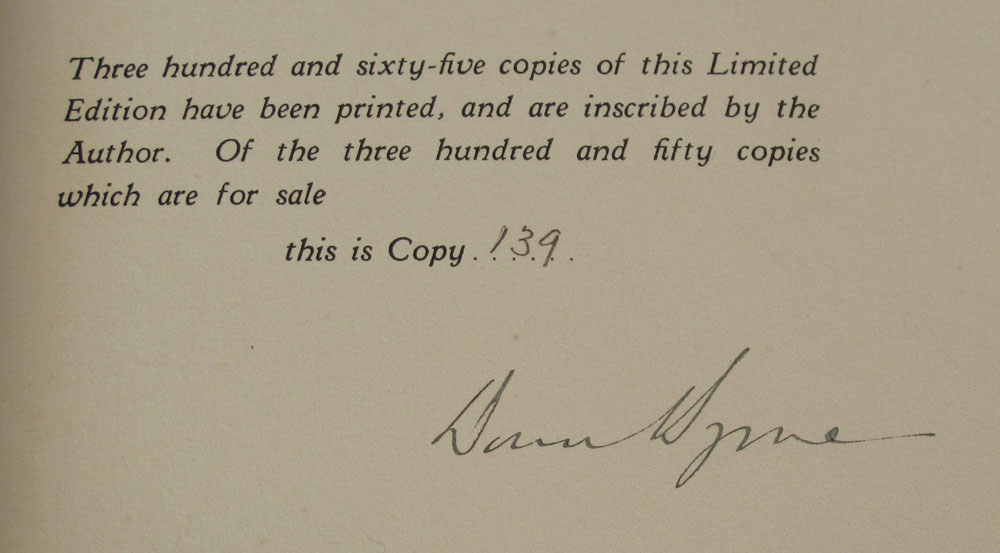 Three hundred and sixty-five copies of this Limited
Edition have been printed, and are inscribed by the
Author. Of the three hundred and fifty copies
which are for sale
this is Copy . 139 .
Donn Byrne